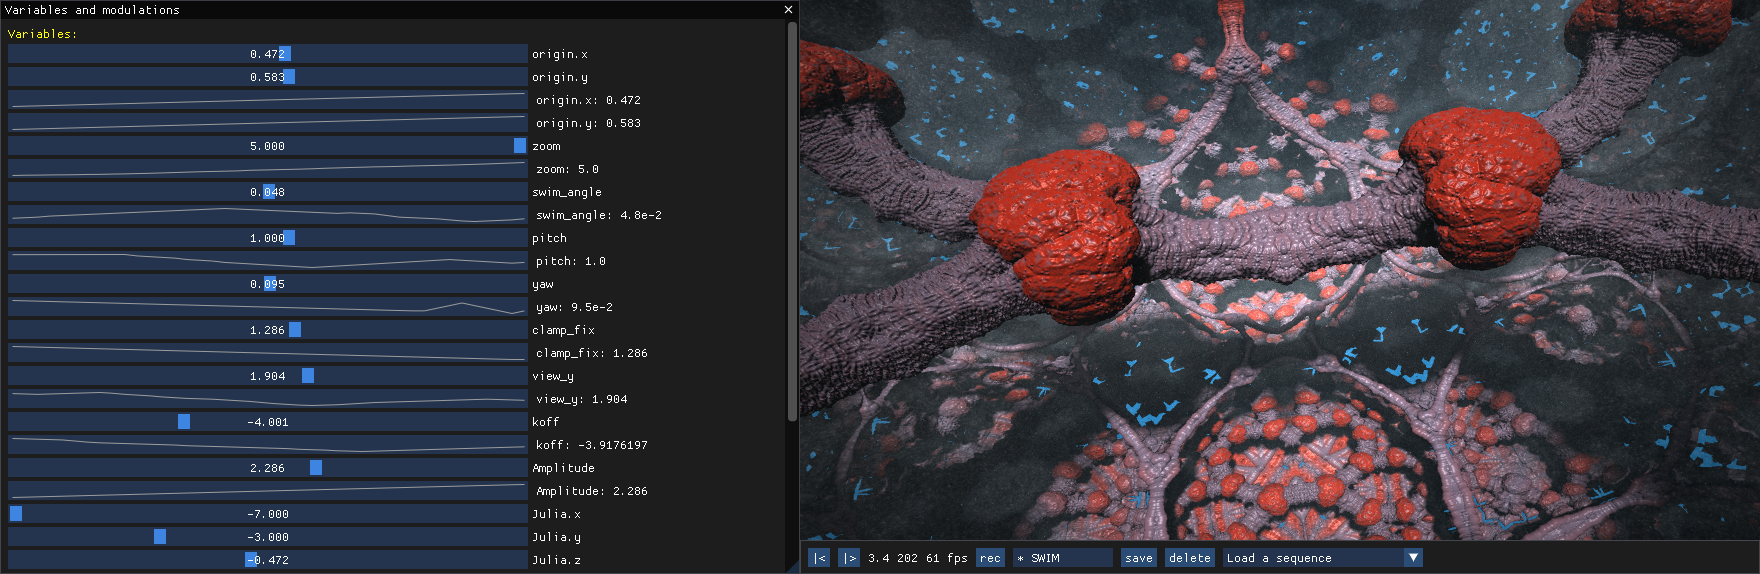 Variables and modulations
Variables:
0.472 origin.x
0.583 origin.y
origin.x: 0.472
origin.y: 0.583
5.000 zoom
zoom: 5.0
0.048 swim_angle
swim_angle: 4.8e-2
1.000 pitch
pitch: 1.0
0.095 yaw
yaw: 9.5e-2
1.286 clamp_fix
clamp_fix: 1.286
1.904 view_y
view_y: 1.904
-4.001 koff
koff: -3.9176197
2.286 Amplitude
Amplitude: 2.286
-7.000 Julia.x
-3.000 Julia.y
-0.472 Julia.z
|< |> 3.4 202 61 fps rec * SWIM save delete Load a sequence